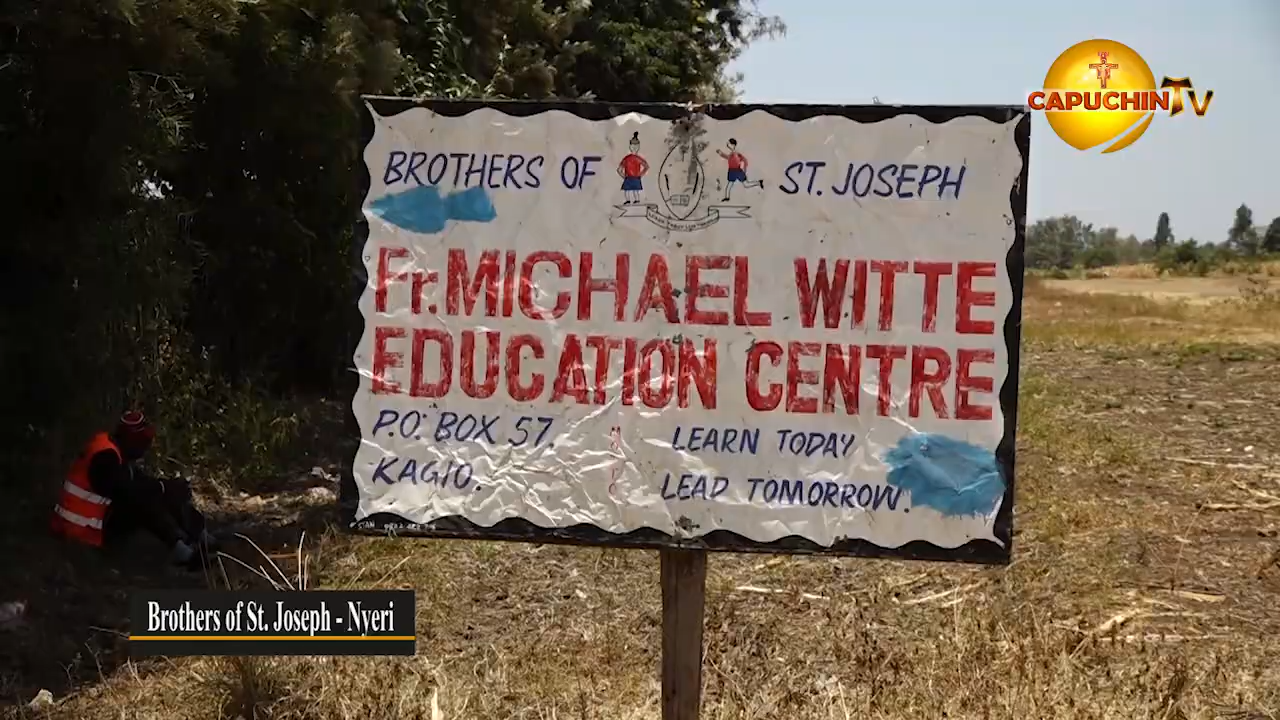 CAPUCHIN TV
BROTHERS OF ST. JOSEPH
Fr. MICHAEL WITTE
EDUCATION CENTRE
P.O. BOX 57. LEARN TODAY
KAGIO. LEAD TOMORROW.
Brothers of St. Joseph - Nyeri